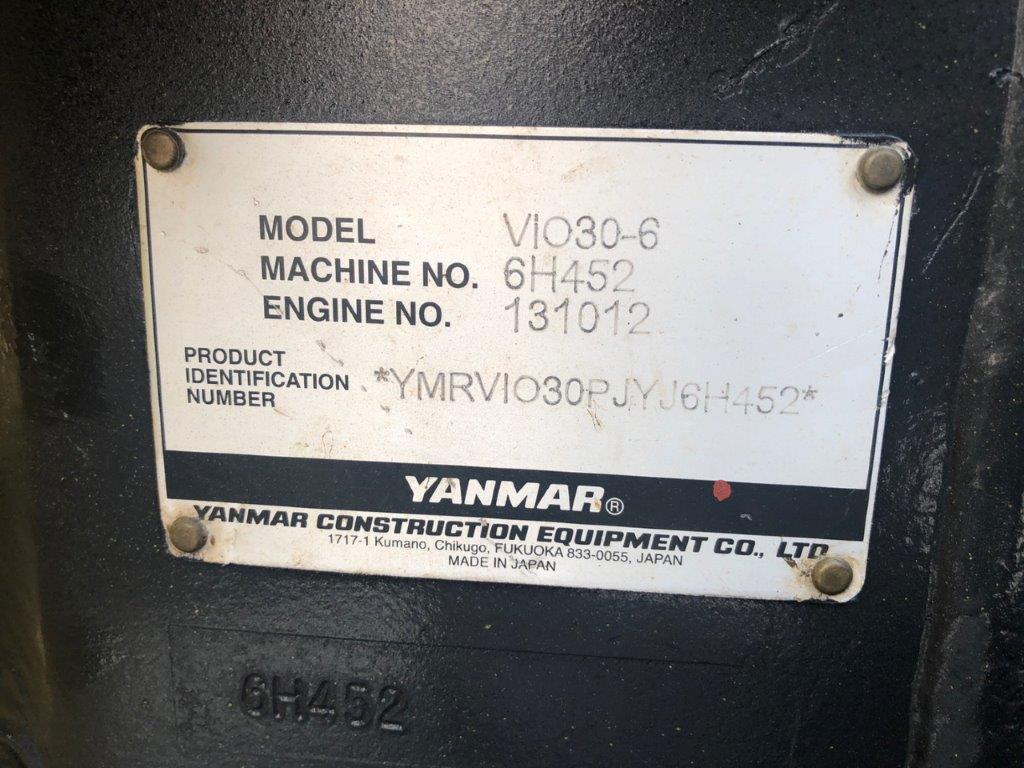 MODEL VIO30-6
MACHINE NO. 6H452
ENGINE NO. 131012
PRODUCT
IDENTIFICATION
NUMBER
*YMRVIO30PJYJ6H452*
YANMAR®
YANMAR CONSTRUCTION EQUIPMENT CO., LTD.
1717-1 Kumano, Chikugo, FUKUOKA 833-0055, JAPAN
MADE IN JAPAN
6H452